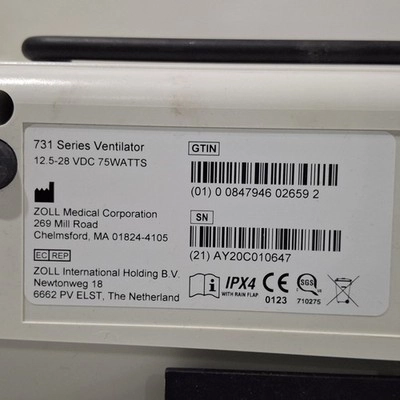 731 Series Ventilator
12.5-28 VDC 75WATTS
ZOLL Medical Corporation
269 Mill Road
Chelmsford, MA 01824-4105
EC REP
ZOLL International Holding B.V.
Newtonweg 18
6662 PV ELST, The Netherland
GTIN
(01) 0 0847946 02659 2
SN
(21) AY20C010647
i
IPX4
WITH RAIN FLAP
CE
0123
SGS
710275